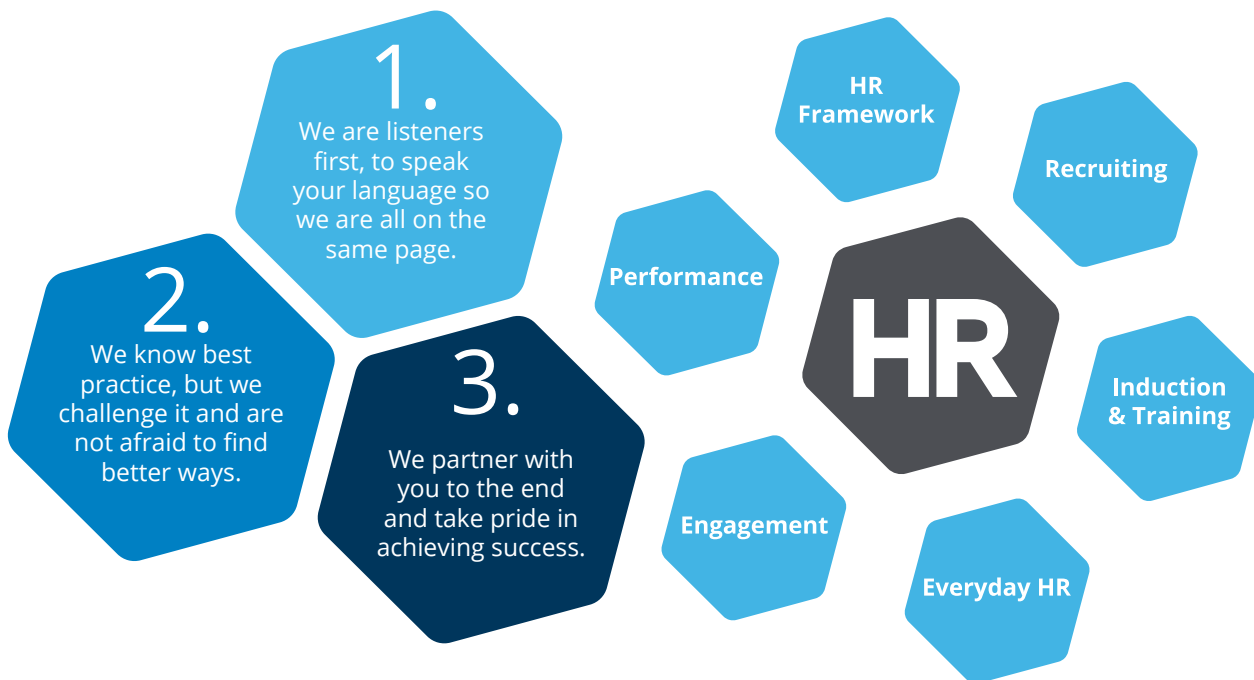 1.
We are listeners
first, to speak
your language so
we are all on the
same page.
2.
We know best
practice, but we
challenge it and are
not afraid to find
better ways.
3.
We partner with
you to the end
and take pride in
achieving success.
HR
Framework
Recruiting
Performance
HR
Induction
& Training
Engagement
Everyday HR